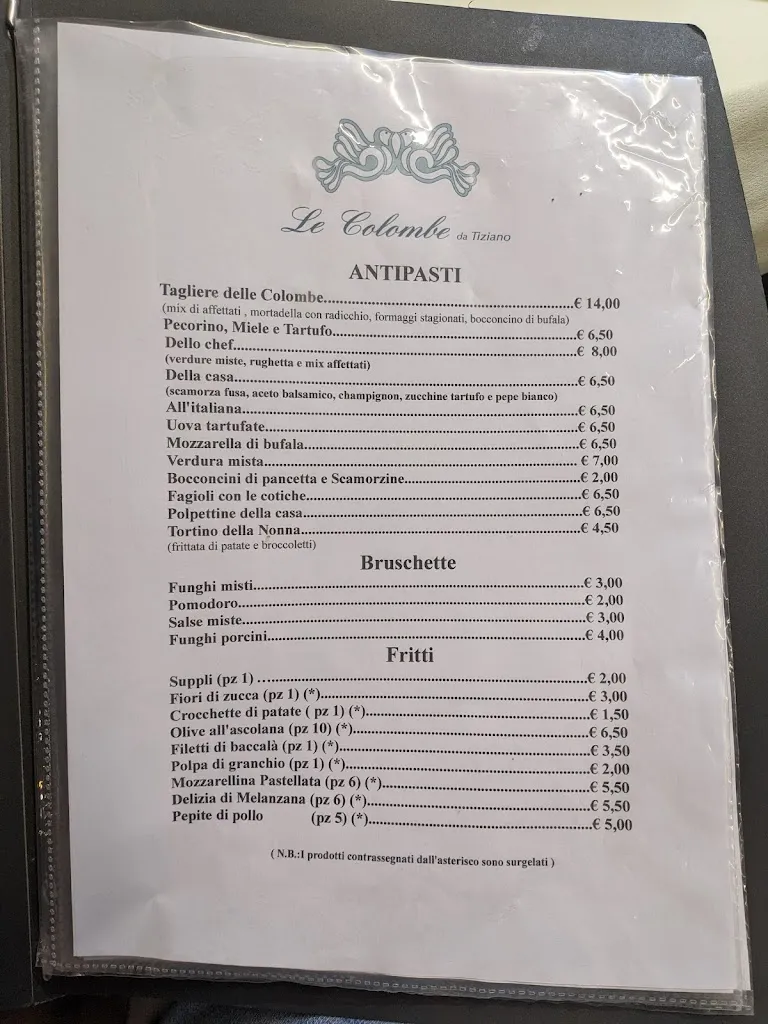 Le Colombe da Tiziano
ANTIPASTI
Tagliere delle Colombe...............................................................€ 14,00
(mix di affettati , mortadella con radicchio, formaggi stagionati, bocconcino di bufala)
Pecorino, Miele e Tartufo.............................................................€ 6,50
Dello chef.....................................................................................€ 8,00
(verdure miste, rughetta e mix affettati)
Della casa.....................................................................................€ 6,50
(scamorza fusa, aceto balsamico, champignon, zucchine tartufo e pepe bianco)
All'italiana....................................................................................€ 6,50
Uova tartufate..............................................................................€ 6,50
Mozzarella di bufala.....................................................................€ 6,50
Verdura mista.............................................................................. € 7,00
Bocconcini di pancetta e Scamorzine............................................€ 2,00
Fagioli con le cotiche.....................................................................€ 6,50
Polpettine della casa......................................................................€ 6,50
Tortino della Nonna......................................................................€ 4,50
(frittata di patate e broccoletti)
Bruschette
Funghi misti..................................................................................€ 3,00
Pomodoro......................................................................................€ 2,00
Salse miste.....................................................................................€ 3,00
Funghi porcini...............................................................................€ 4,00
Fritti
Suppli (pz 1) ….............................................................................€ 2,00
Fiori di zucca (pz 1) (*).................................................................€ 3,00
Crocchette di patate ( pz 1) (*)......................................................€ 1,50
Olive all'ascolana (pz 10) (*).........................................................€ 6,50
Filetti di baccalà (pz 1) (*).............................................................€ 3,50
Polpa di granchio (pz 1) (*)...........................................................€ 2,00
Mozzarellina Pastellata (pz 6) (*)..................................................€ 5,50
Delizia di Melanzana (pz 6) (*).....................................................€ 5,50
Pepite di pollo (pz 5) (*).....................................................€ 5,00
( N.B.:I prodotti contrassegnati dall'asterisco sono surgelati )